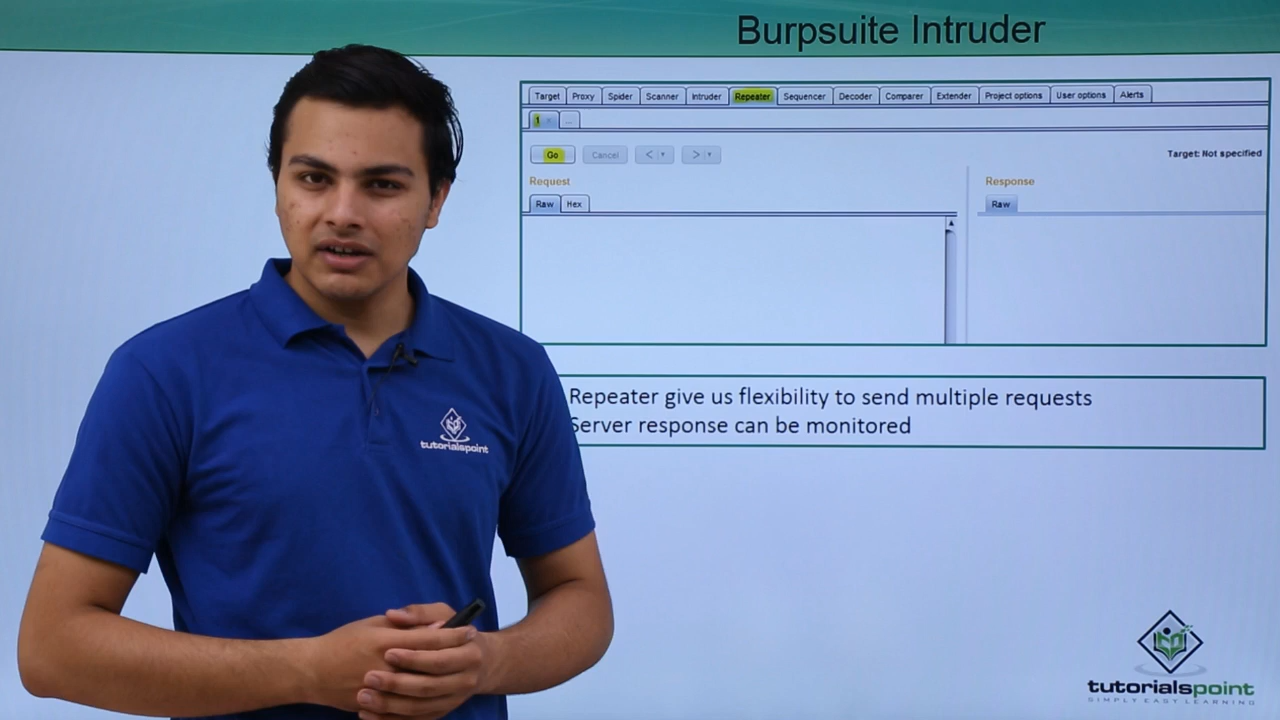 Burpsuite Intruder
Target Proxy Spider Scanner Intruder Repeater Sequencer Decoder Comparer Extender Project options User options Alerts
1 × ...
Go Cancel < > Target: Not specified
Request Response
Raw Hex Raw
Repeater give us flexibility to send multiple requests
Server response can be monitored
tutorialspoint
tutorialspoint
SIMPLY EASY LEARNING